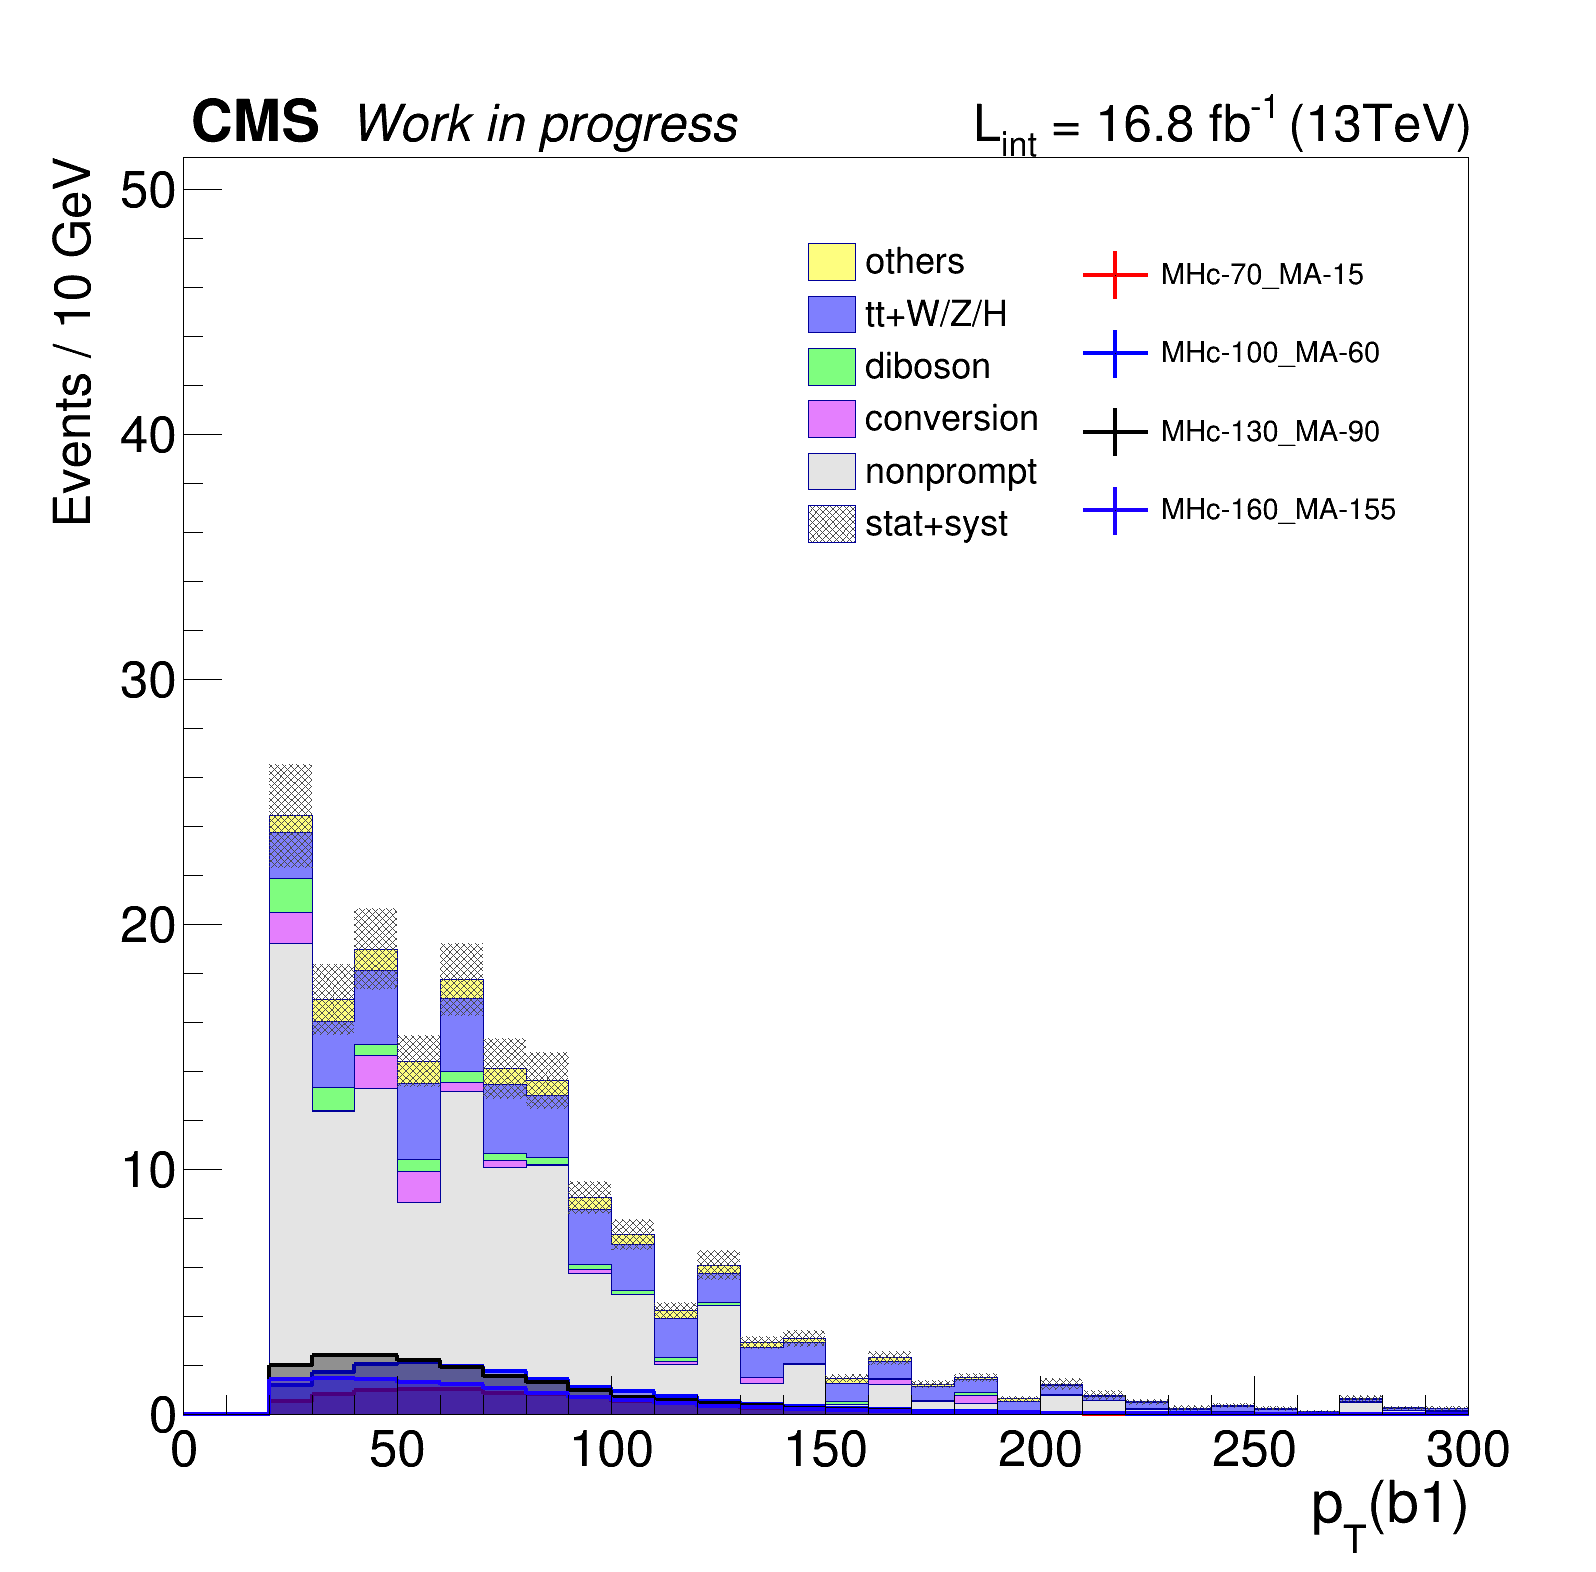 CMS Work in progress L_int = 16.8 fb^-1 (13TeV)
Events / 10 GeV
50
40
30
20
10
0
others
tt+W/Z/H
diboson
conversion
nonprompt
stat+syst
MHc-70_MA-15
MHc-100_MA-60
MHc-130_MA-90
MHc-160_MA-155
0 50 100 150 200 250 300
p_T(b1)